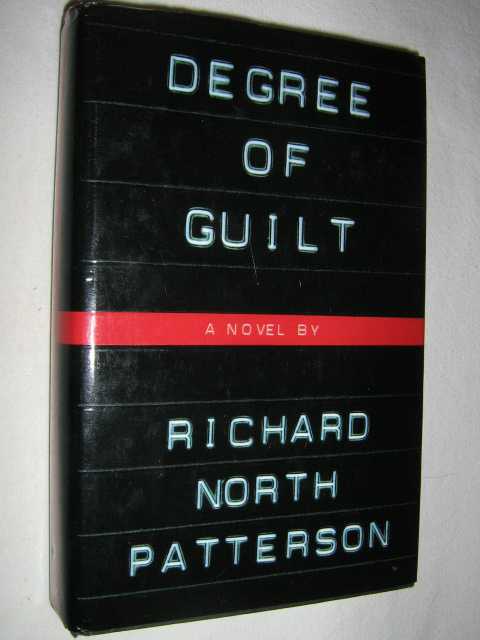 DEGREE
OF
GUILT
A NOVEL BY
RICHARD
NORTH
PATTERSON